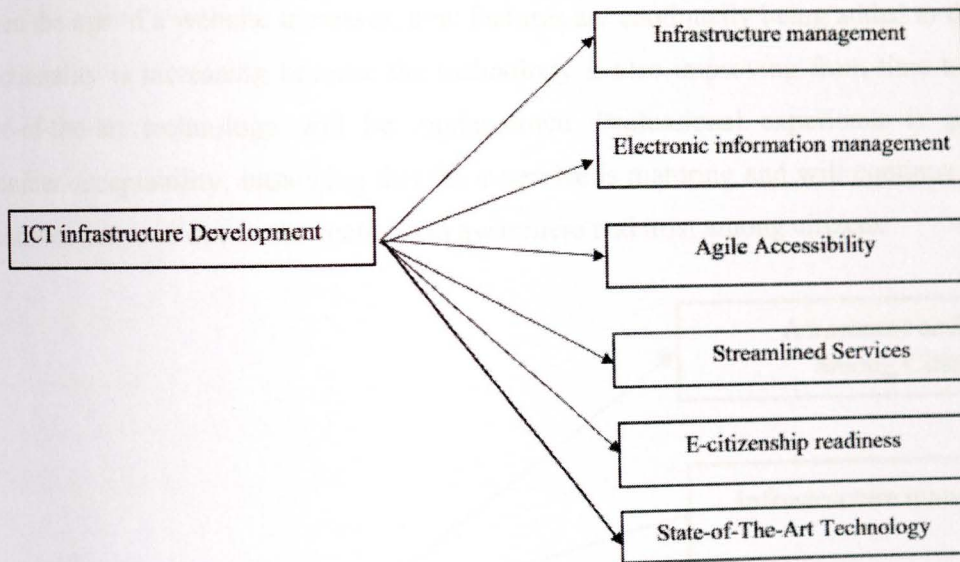 Infrastructure management
Electronic information management
ICT infrastructure Development
Agile Accessibility
Streamlined Services
E-citizenship readiness
State-of-The-Art Technology